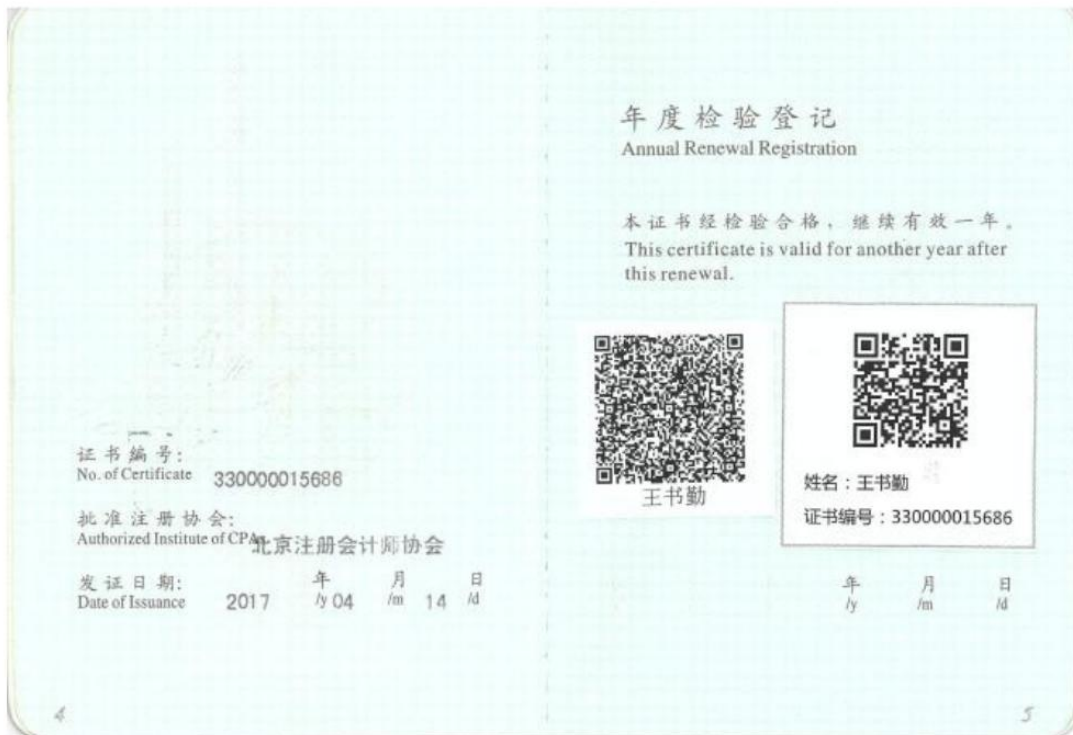 证书编号:
No. of Certificate 330000015686
批准注册协会:
Authorized Institute of CPAs 北京注册会计师协会
发证日期: 年 月 日
Date of Issuance 2017 /y 04 /m 14 /d
4
年度检验登记
Annual Renewal Registration
本证书经检验合格，继续有效一年。
This certificate is valid for another year after
this renewal.
王书勤
姓名：王书勤
证书编号：330000015686
年 月 日
/y /m /d
5